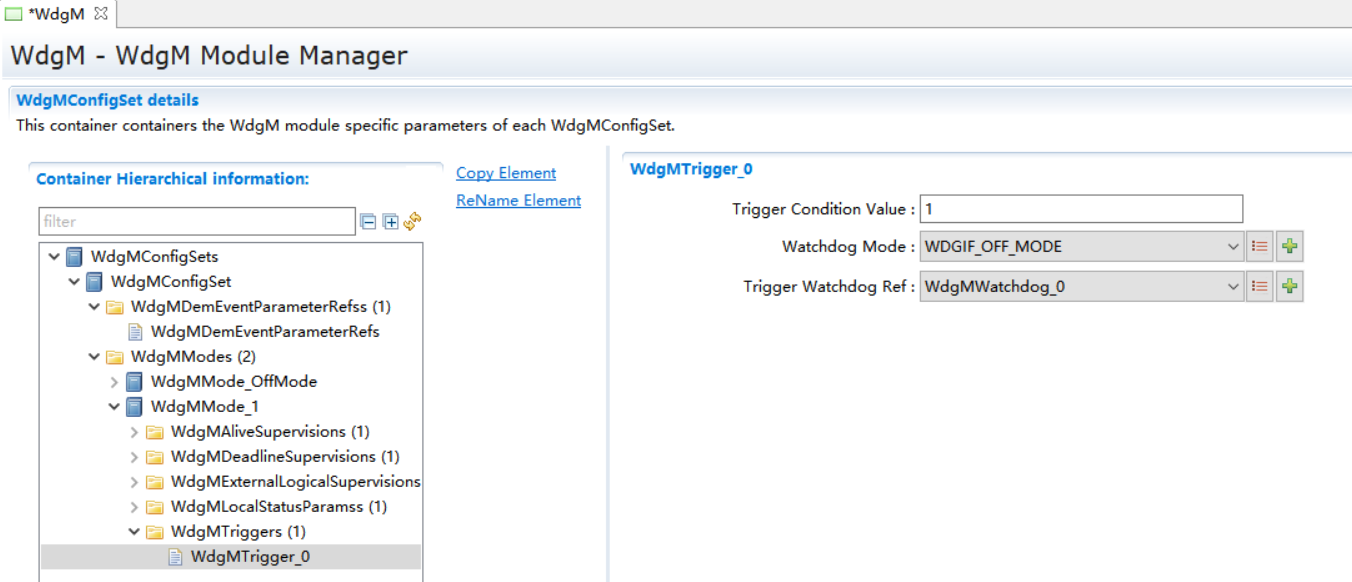 *WdgM
WdgM - WdgM Module Manager
WdgMConfigSet details
This container containers the WdgM module specific parameters of each WdgMConfigSet.
Container Hierarchical information:
filter
WdgMConfigSets
WdgMConfigSet
WdgMDemEventParameterRefss (1)
WdgMDemEventParameterRefs
WdgMModes (2)
WdgMMode_OffMode
WdgMMode_1
WdgMAliveSupervisions (1)
WdgMDeadlineSupervisions (1)
WdgMExternalLogicalSupervisions
WdgMLocalStatusParamss (1)
WdgMTriggers (1)
WdgMTrigger_0
Copy Element
ReName Element
WdgMTrigger_0
Trigger Condition Value : 1
Watchdog Mode : WDGIF_OFF_MODE
Trigger Watchdog Ref : WdgMWatchdog_0